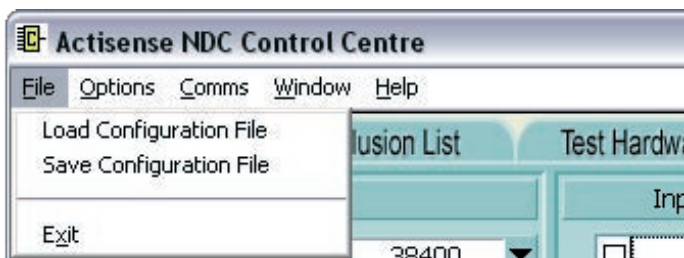 Actisense NDC Control Centre
File Options Comms Window Help
Load Configuration File
Save Configuration File
Exit
lusion List
Test Hardwa
Inp
38400